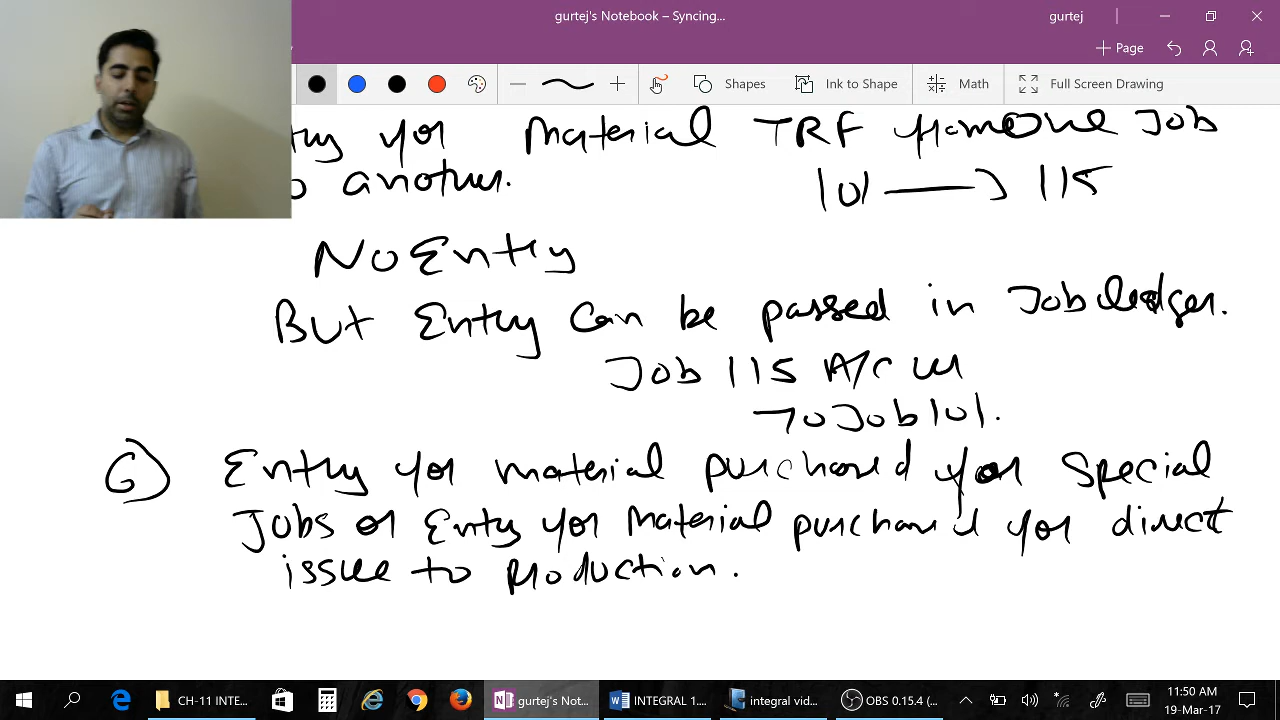 gurtej's Notebook – Syncing...
gurtej
Page
Shapes
Ink to Shape
Math
Full Screen Drawing
for Material TRF from One Job
another.
101 → 115
No Entry
But Entry Can be passed in Job Ledger.
Job 115 A/C
To Job 101.
6) Entry for material purchased for Special
Jobs or Entry for Material purchased for direct
issue to Production.
CH-11 INTE...
gurtej's Not...
INTEGRAL 1...
integral vid...
OBS 0.15.4 (...
11:50 AM
19-Mar-17